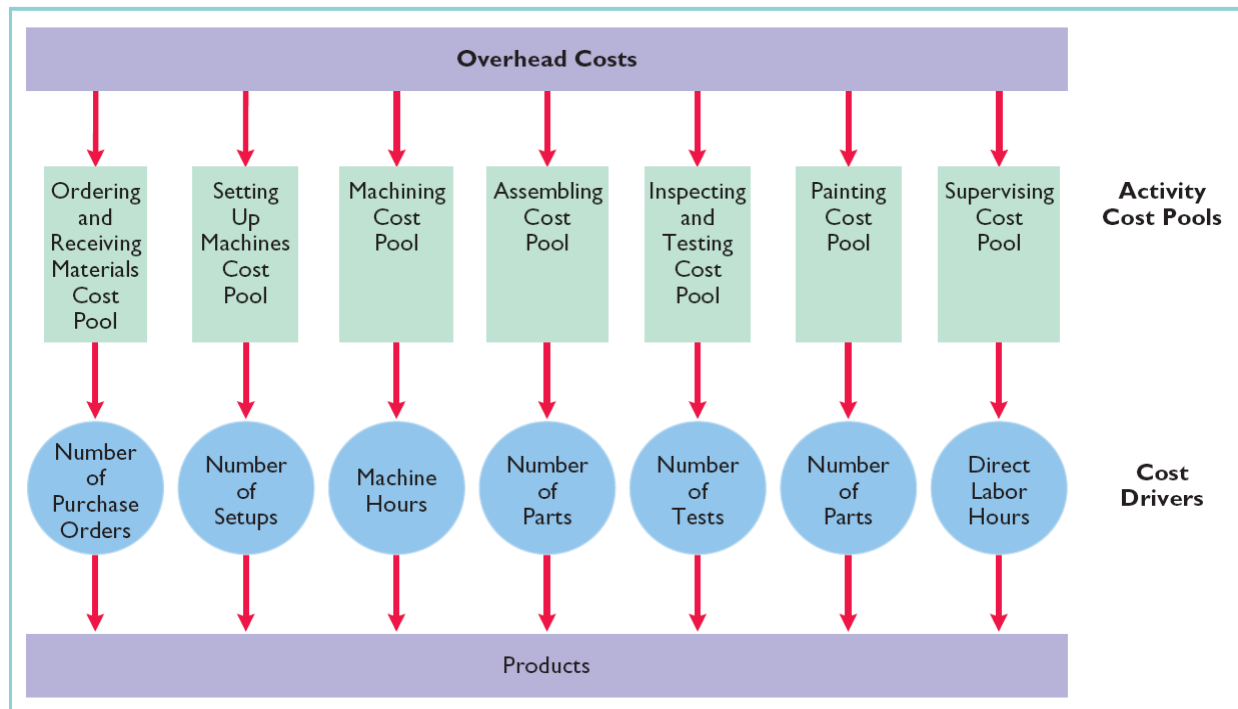 Overhead Costs
Ordering
and
Receiving
Materials
Cost
Pool
Setting
Up
Machines
Cost
Pool
Machining
Cost
Pool
Assembling
Cost
Pool
Inspecting
and
Testing
Cost
Pool
Painting
Cost
Pool
Supervising
Cost
Pool
Activity
Cost Pools
Number
of
Purchase
Orders
Number
of
Setups
Machine
Hours
Number
of
Parts
Number
of
Tests
Number
of
Parts
Direct
Labor
Hours
Cost
Drivers
Products